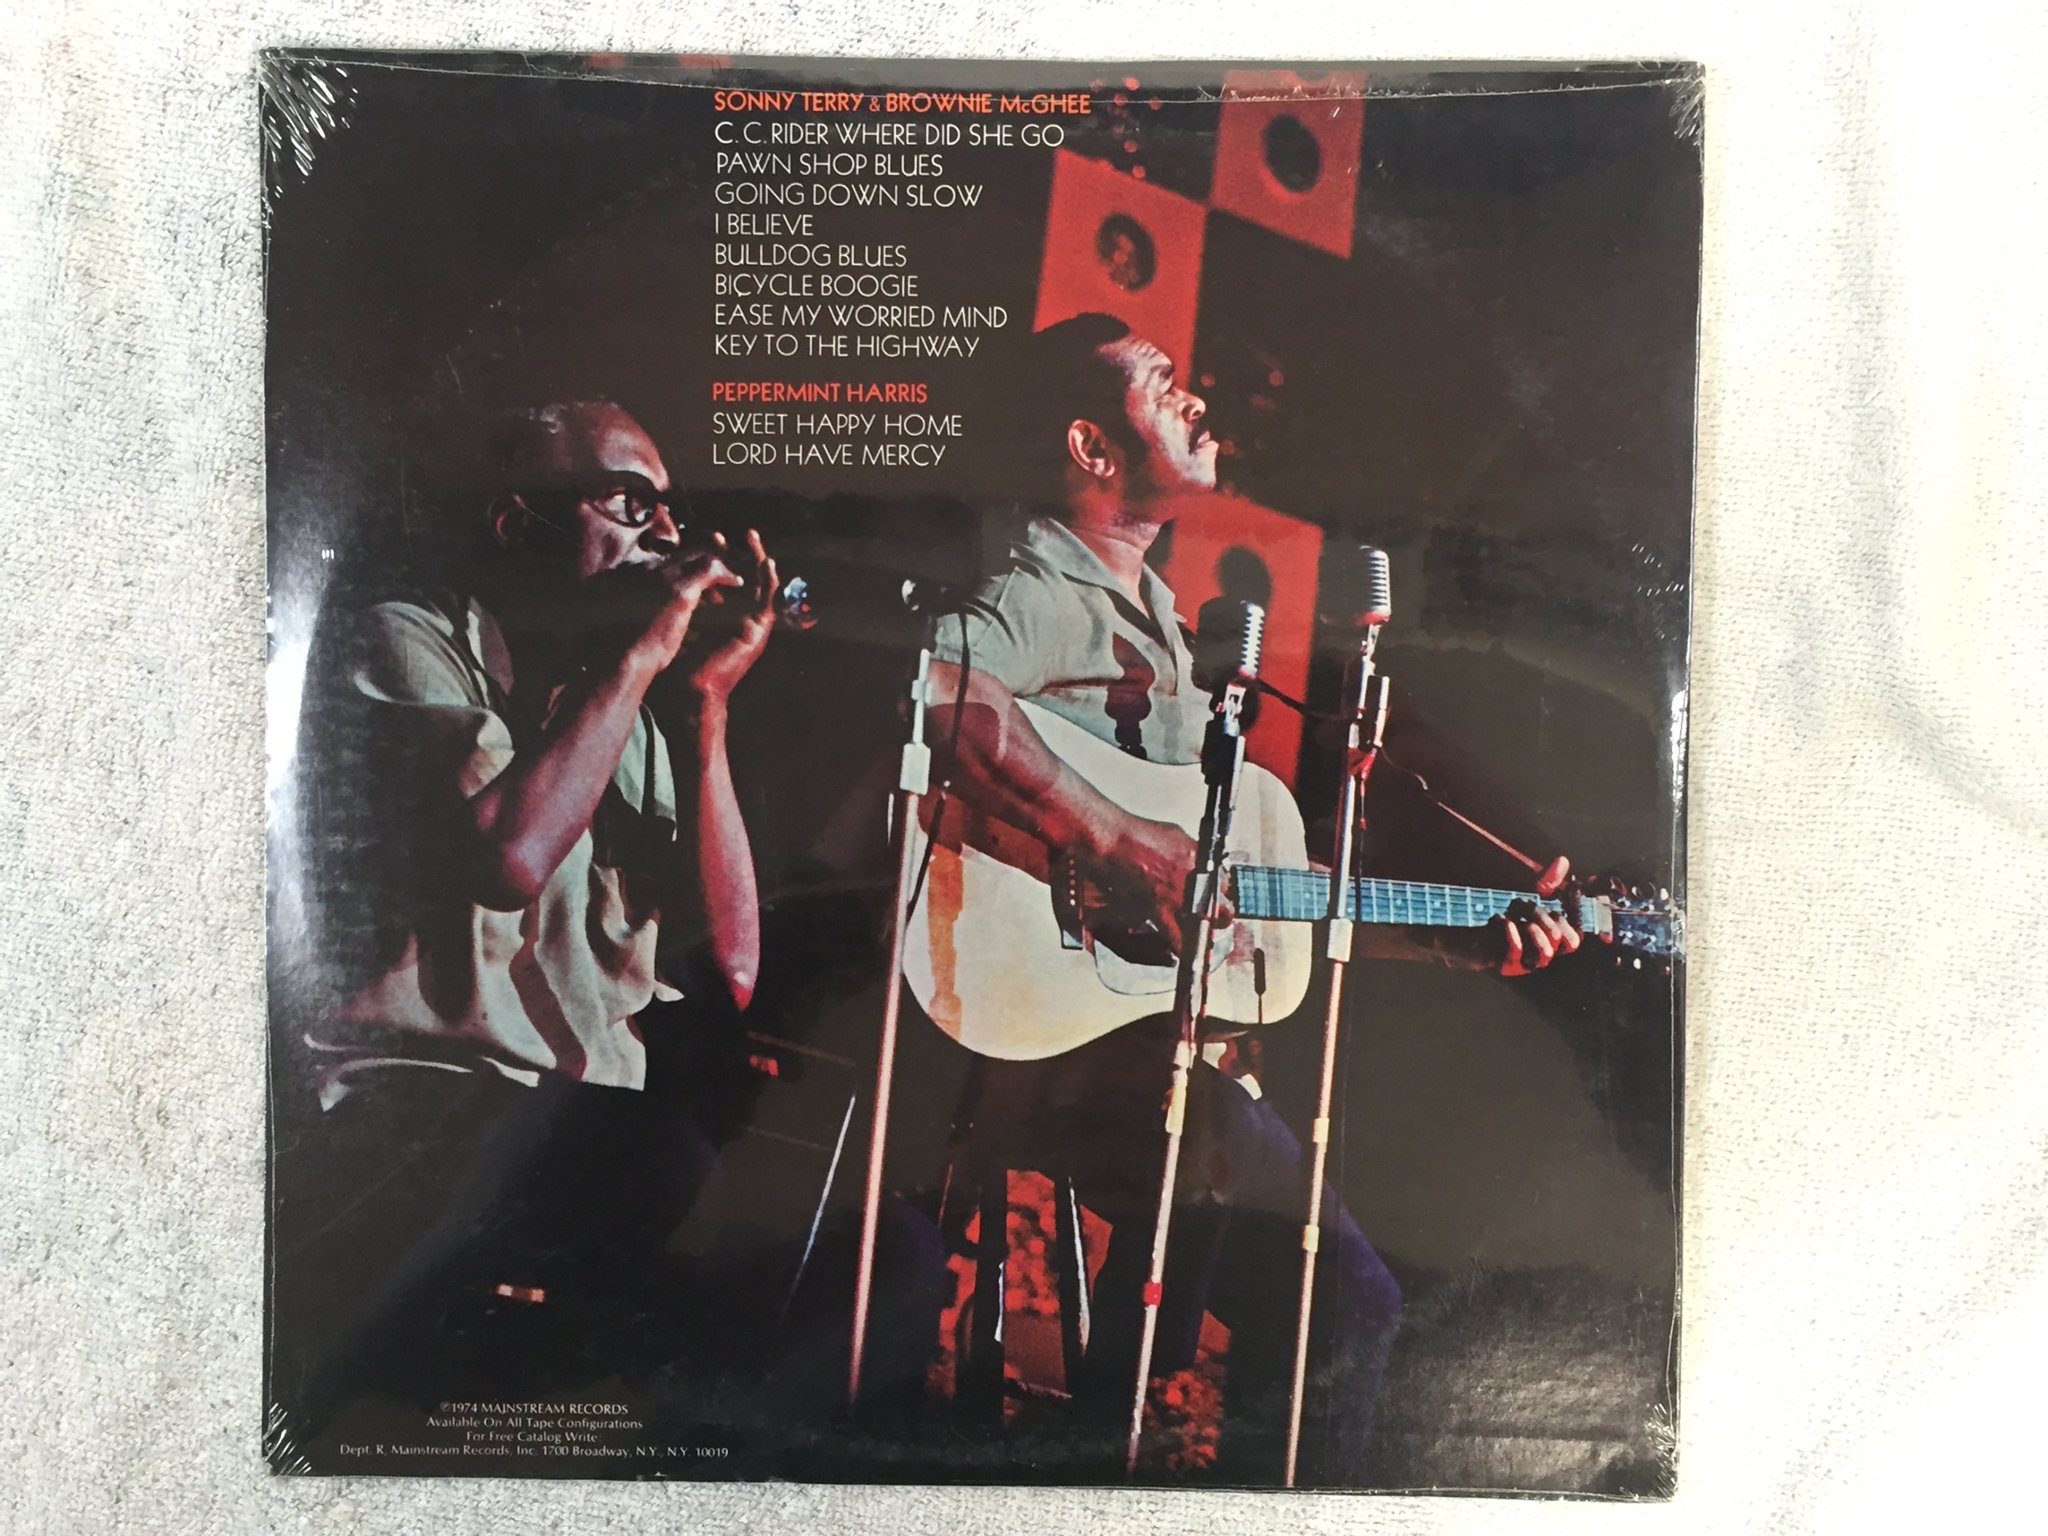 SONNY TERRY & BROWNIE McGHEE
C. C. RIDER WHERE DID SHE GO
PAWN SHOP BLUES
GOING DOWN SLOW
I BELIEVE
BULLDOG BLUES
BICYCLE BOOGIE
EASE MY WORRIED MIND
KEY TO THE HIGHWAY
PEPPERMINT HARRIS
SWEET HAPPY HOME
LORD HAVE MERCY
℗1974 MAINSTREAM RECORDS
Available On All Tape Configurations
For Free Catalog Write
Dept. R, Mainstream Records, Inc. 1700 Broadway, N.Y., N.Y. 10019